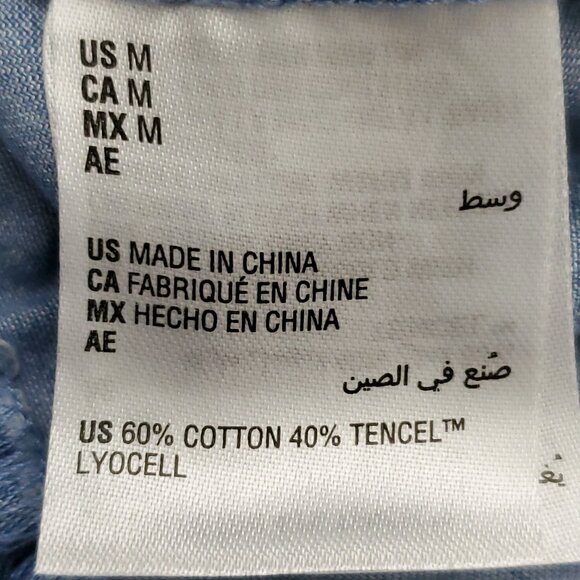 US M
CA M
MX M
AE
وسط
US MADE IN CHINA
CA FABRIQUÉ EN CHINE
MX HECHO EN CHINA
AE
صُنع في الصين
US 60% COTTON 40% TENCEL™
LYOCELL